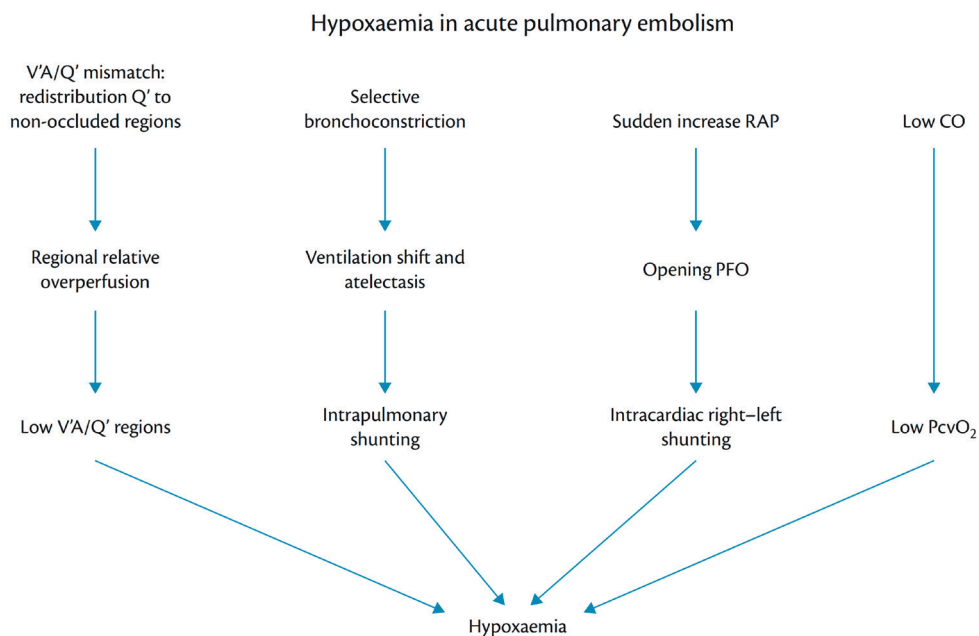 Hypoxaemia in acute pulmonary embolism
V'A/Q' mismatch:
redistribution Q' to
non-occluded regions
Selective
bronchoconstriction
Sudden increase RAP
Low CO
Regional relative
overperfusion
Ventilation shift and
atelectasis
Opening PFO
Low V'A/Q' regions
Intrapulmonary
shunting
Intracardiac right–left
shunting
Low PcvO₂
Hypoxaemia